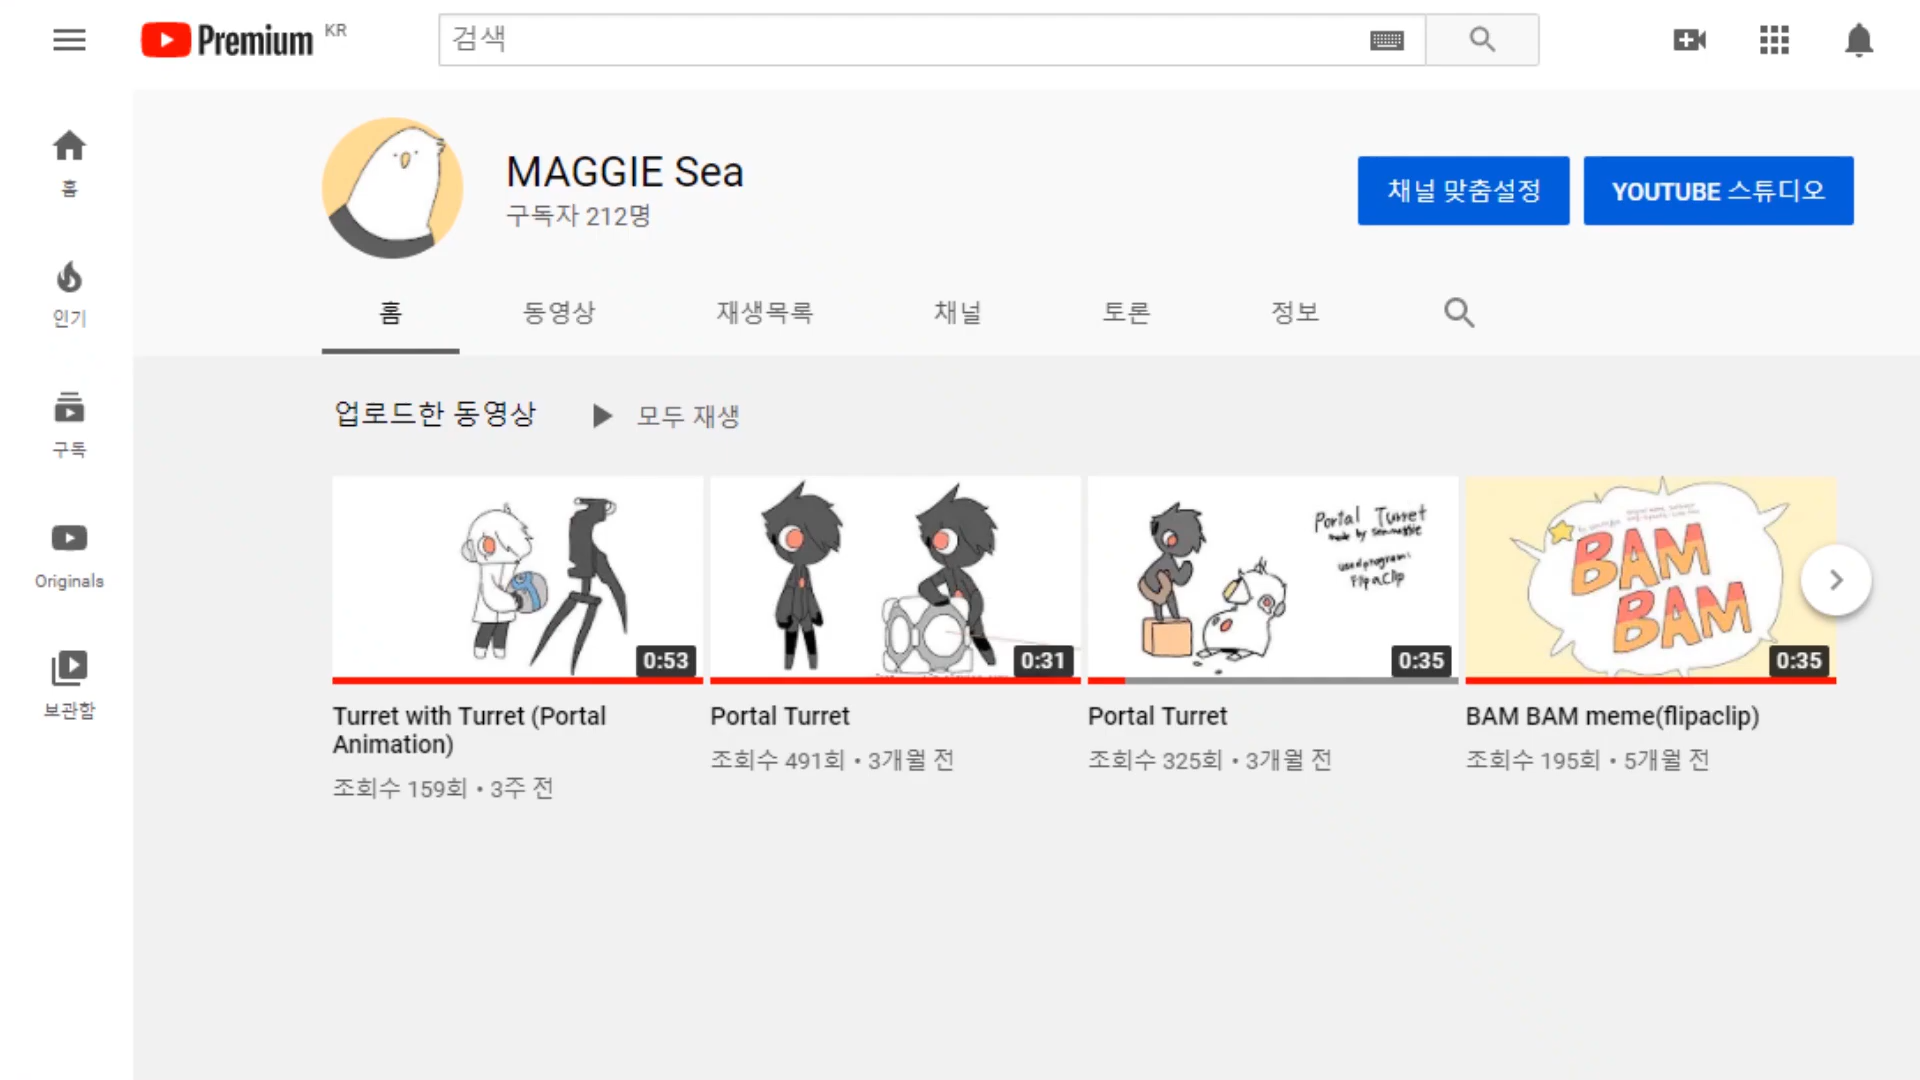 Premium KR
검색
홈
인기
구독
Originals
보관함
MAGGIE Sea
구독자 212명
채널 맞춤설정
YOUTUBE 스튜디오
홈
동영상
재생목록
채널
토론
정보
업로드한 동영상
모두 재생
0:53
Turret with Turret (Portal
Animation)
조회수 159회 • 3주 전
0:31
Portal Turret
조회수 491회 • 3개월 전
Portal Turret
made by Seamaggie
used program:
FlipaClip
0:35
Portal Turret
조회수 325회 • 3개월 전
BAM
BAM
0:35
BAM BAM meme(flipaclip)
조회수 195회 • 5개월 전